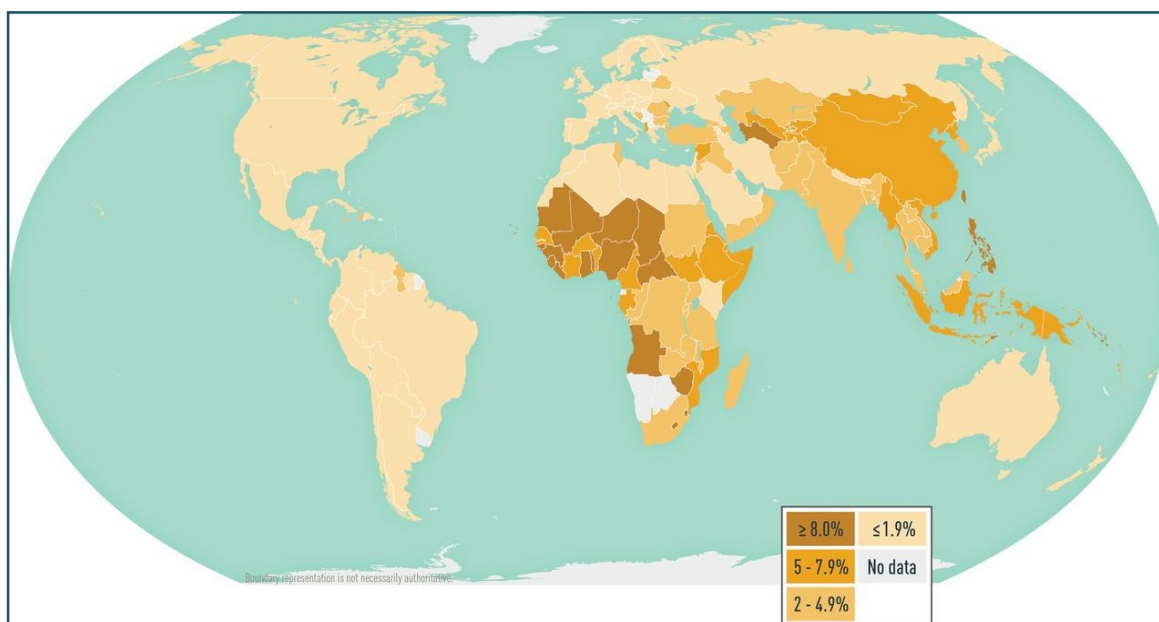 Boundary representation is not necessarily authoritative.
≥ 8.0% ≤1.9%
5 - 7.9% No data
2 - 4.9%